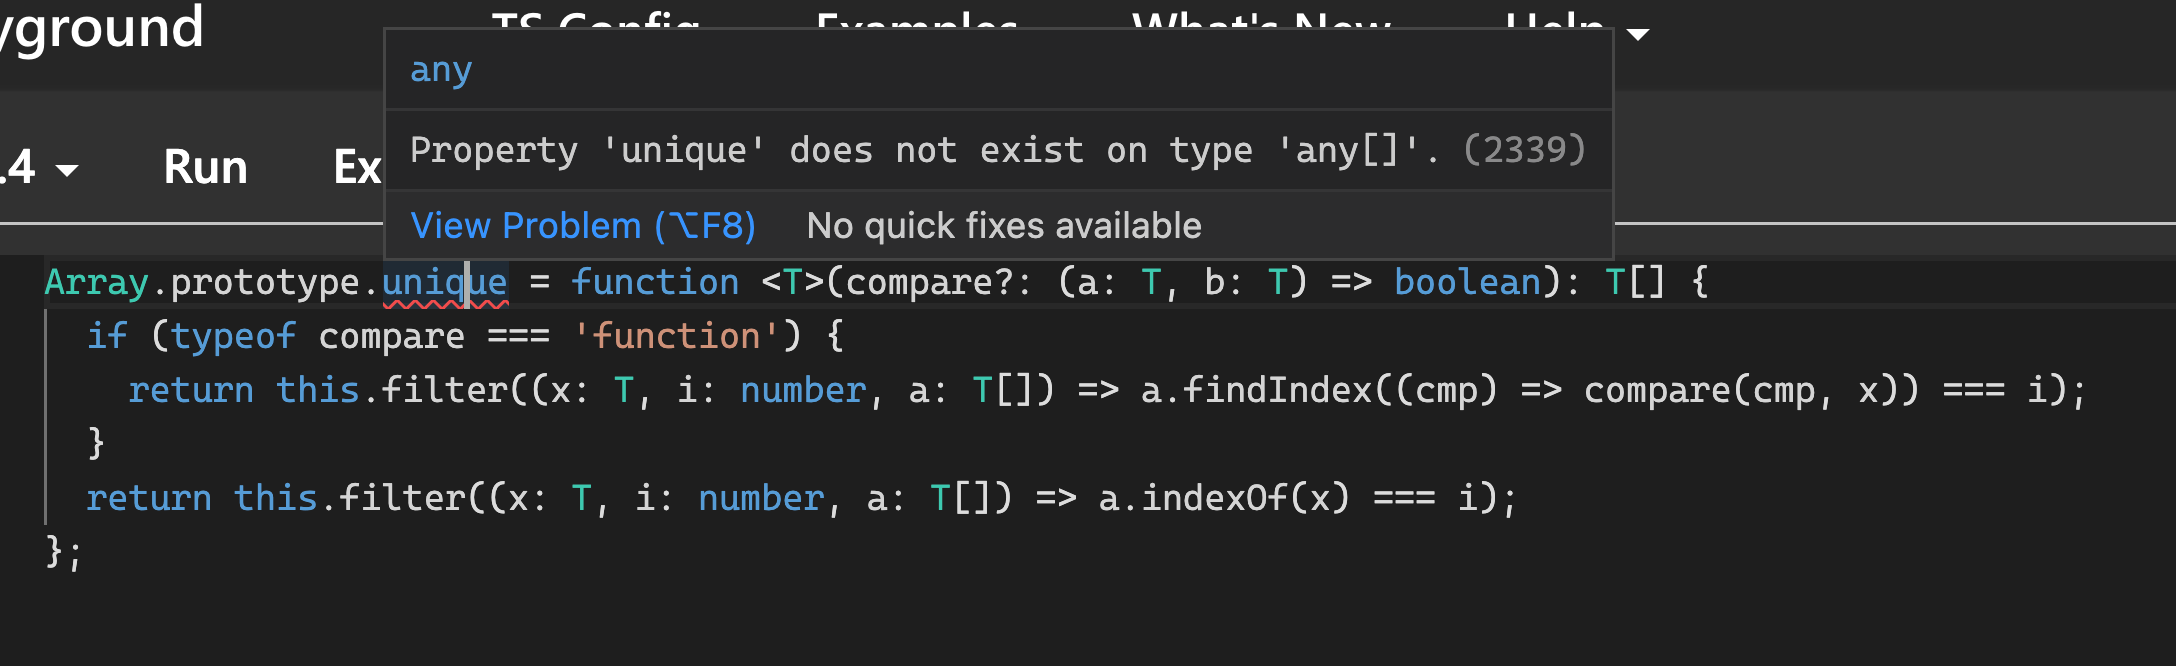 yground TS Config Examples What's New Help
any
.4 Run Ex
Property 'unique' does not exist on type 'any[]'. (2339)
View Problem (⌥F8) No quick fixes available
Array.prototype.unique = function <T>(compare?: (a: T, b: T) => boolean): T[] {
  if (typeof compare === 'function') {
    return this.filter((x: T, i: number, a: T[]) => a.findIndex((cmp) => compare(cmp, x)) === i);
  }
  return this.filter((x: T, i: number, a: T[]) => a.indexOf(x) === i);
};